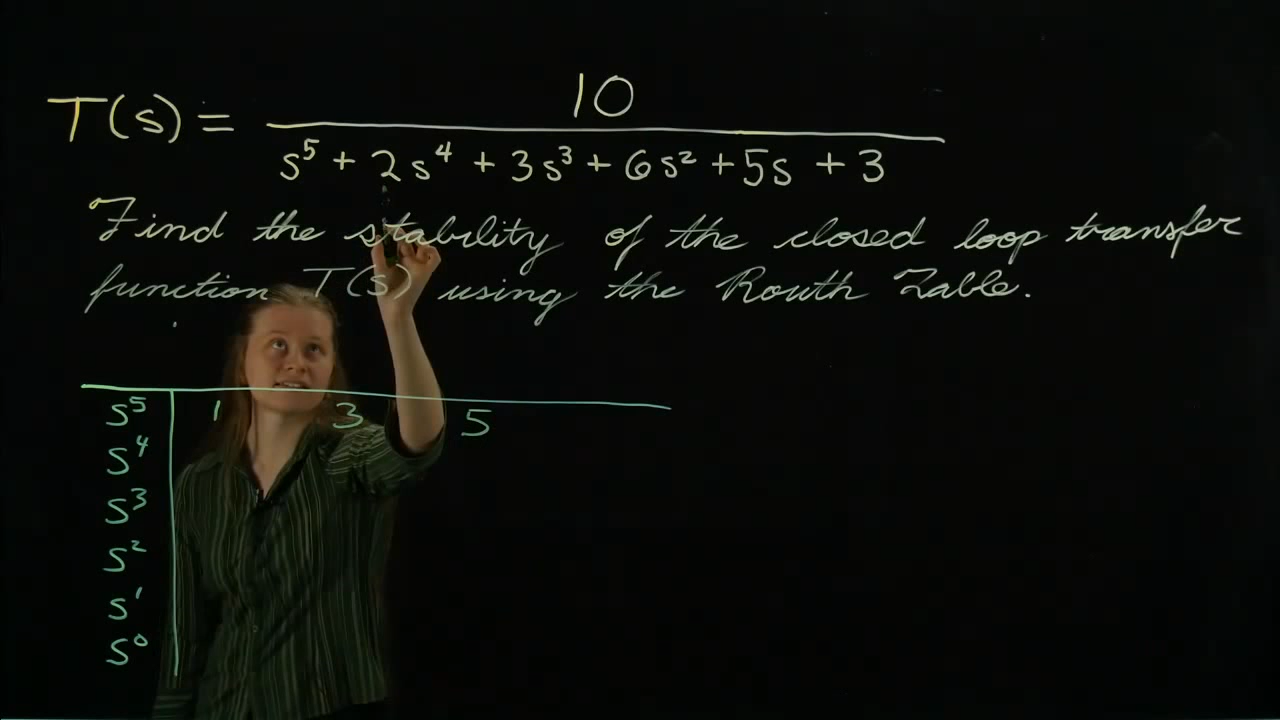 T(s) = 10
s⁵ + 2s⁴ + 3s³ + 6s² + 5s + 3
Find the stability of the closed loop transfer
function T(s) using the Routh Table.
s⁵ 1 3 5
s⁴
s³
s²
s¹
s⁰